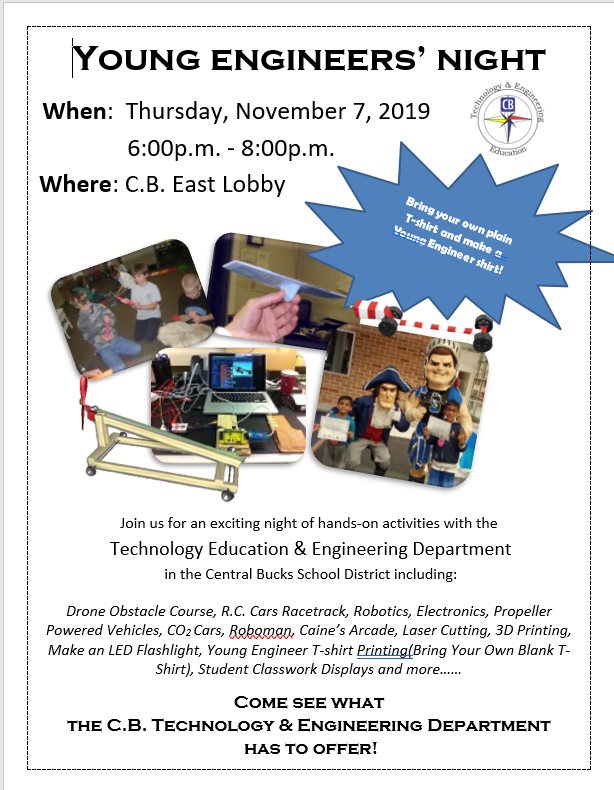 YOUNG ENGINEERS' NIGHT
When: Thursday, November 7, 2019
6:00p.m. - 8:00p.m.
Where: C.B. East Lobby
Technology & Engineering
CB
Education
Bring your own plain
T-shirt and make a
Young Engineer shirt!
Join us for an exciting night of hands-on activities with the
Technology Education & Engineering Department
in the Central Bucks School District including:
Drone Obstacle Course, R.C. Cars Racetrack, Robotics, Electronics, Propeller
Powered Vehicles, CO2 Cars, Roboman, Caine's Arcade, Laser Cutting, 3D Printing,
Make an LED Flashlight, Young Engineer T-shirt Printing(Bring Your Own Blank T-
Shirt), Student Classwork Displays and more……
COME SEE WHAT
THE C.B. TECHNOLOGY & ENGINEERING DEPARTMENT
HAS TO OFFER!